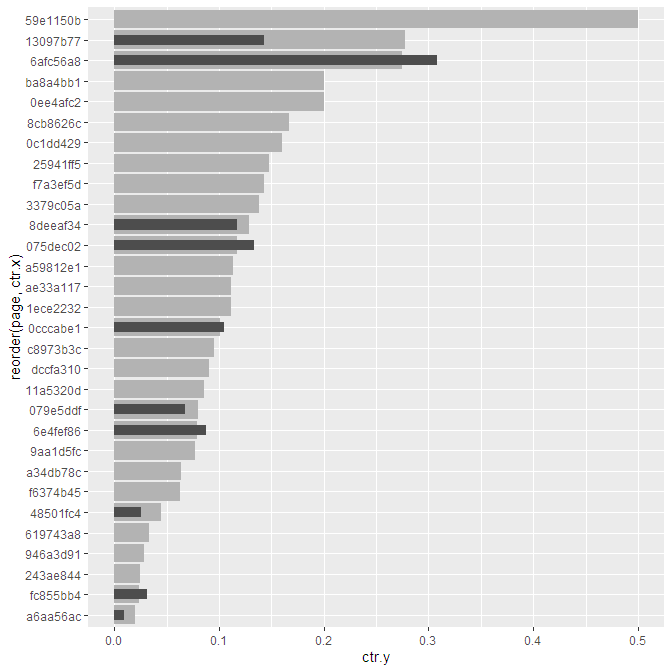 59e1150b
13097b77
6afc56a8
ba8a4bb1
0ee4afc2
8cb8626c
0c1dd429
25941ff5
f7a3ef5d
3379c05a
8deeaf34
075dec02
a59812e1
ae33a117
1ece2232
0cccabe1
c8973b3c
dccfa310
11a5320d
079e5ddf
6e4fef86
9aa1d5fc
a34db78c
f6374b45
48501fc4
619743a8
946a3d91
243ae844
fc855bb4
a6aa56ac
reorder(page, ctr.x)
0.0 0.1 0.2 0.3 0.4 0.5
ctr.y